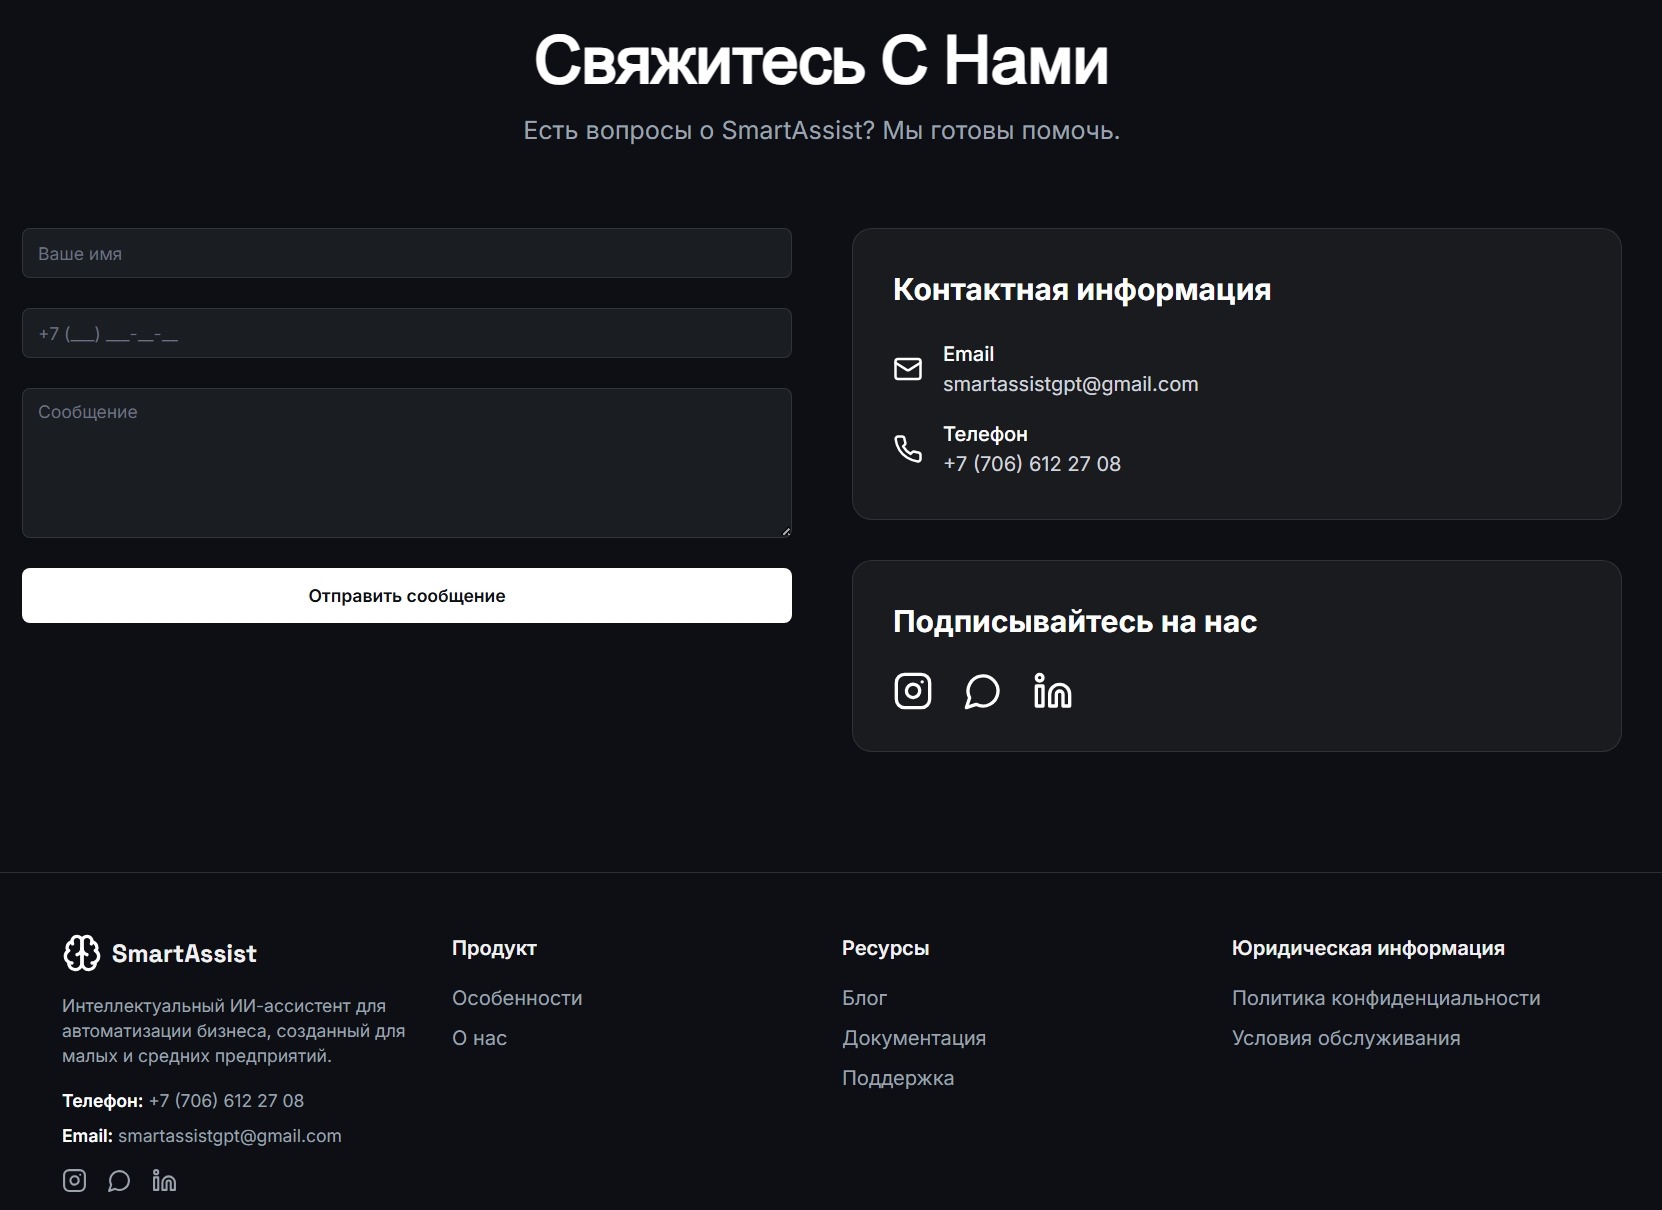 Свяжитесь С Нами
Есть вопросы о SmartAssist? Мы готовы помочь.
Ваше имя
+7 (___) ___-__-__
Сообщение
Отправить сообщение
Контактная информация
Email
smartassistgpt@gmail.com
Телефон
+7 (706) 612 27 08
Подписывайтесь на нас
SmartAssist
Интеллектуальный ИИ-ассистент для
автоматизации бизнеса, созданный для
малых и средних предприятий.
Телефон: +7 (706) 612 27 08
Email: smartassistgpt@gmail.com
Продукт
Особенности
О нас
Ресурсы
Блог
Документация
Поддержка
Юридическая информация
Политика конфиденциальности
Условия обслуживания